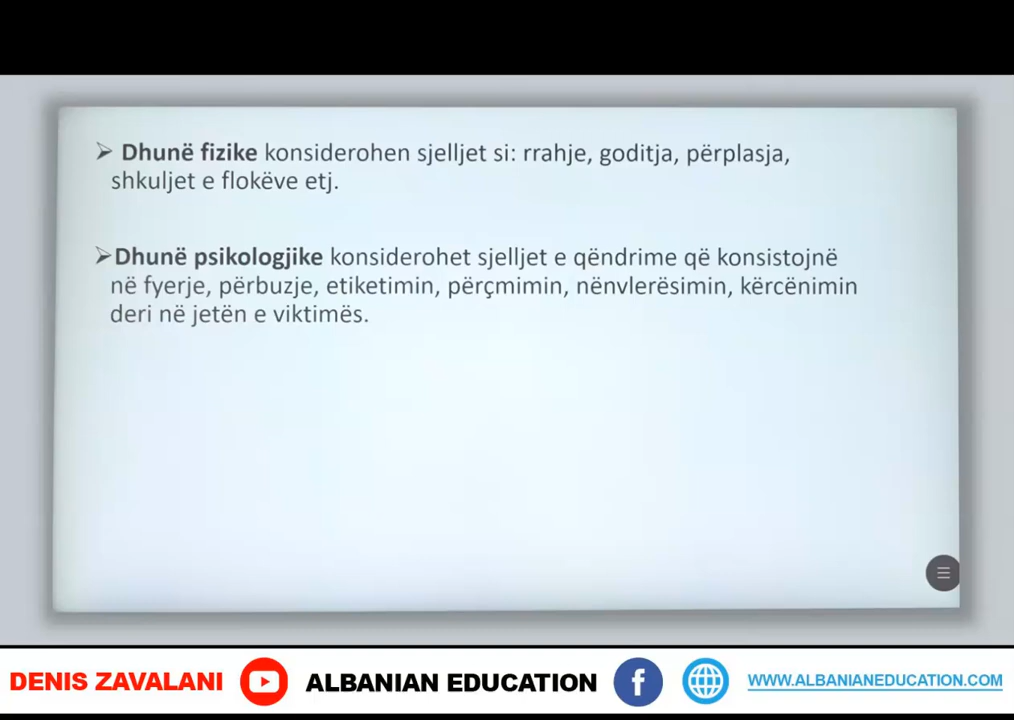 ➤ Dhunë fizike konsiderohen sjelljet si: rrahje, goditja, përplasja,
shkuljet e flokëve etj.
➤Dhunë psikologjike konsiderohet sjelljet e qëndrime që konsistojnë
në fyerje, përbuzje, etiketimin, përçmimin, nënvlerësimin, kërcënimin
deri në jetën e viktimës.
DENIS ZAVALANI ALBANIAN EDUCATION WWW.ALBANIANEDUCATION.COM